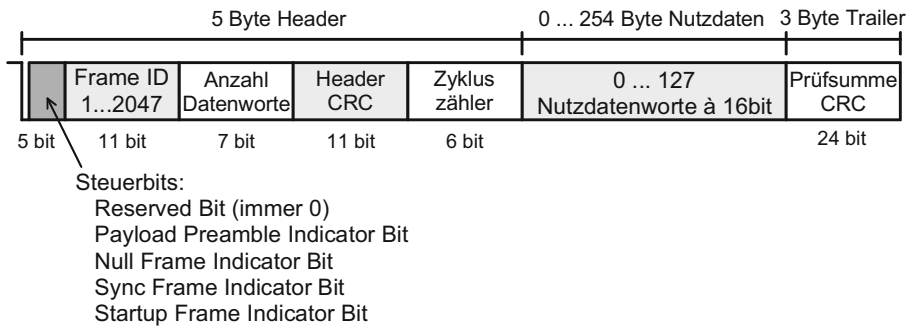 5 Byte Header 0 ... 254 Byte Nutzdaten 3 Byte Trailer
Frame ID Anzahl Header Zyklus 0 ... 127 Prüfsumme
1...2047 Datenworte CRC zähler Nutzdatenworte à 16bit CRC
5 bit 11 bit 7 bit 11 bit 6 bit 24 bit
Steuerbits:
Reserved Bit (immer 0)
Payload Preamble Indicator Bit
Null Frame Indicator Bit
Sync Frame Indicator Bit
Startup Frame Indicator Bit